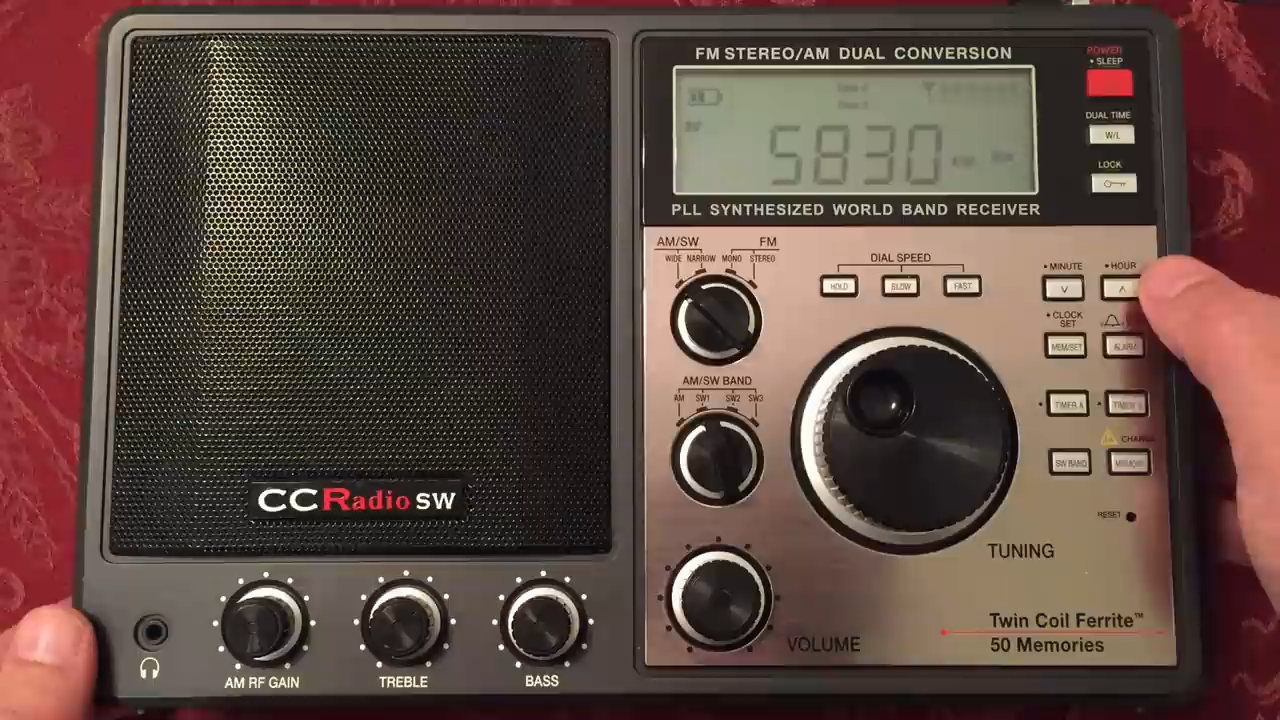 FM STEREO/AM DUAL CONVERSION
POWER
• SLEEP
DUAL TIME
W/L
LOCK
5830
PLL SYNTHESIZED WORLD BAND RECEIVER
AM/SW FM
WIDE NARROW MONO STEREO
DIAL SPEED
HOLD SLOW FAST
• MINUTE • HOUR
• CLOCK SET
MEM/SET ALARM
AM/SW BAND
AM SW1 SW2 SW3
TIMER A
SW BAND MEMORY
RESET
CCRadio SW
TUNING
VOLUME
Twin Coil Ferrite™
50 Memories
AM RF GAIN TREBLE BASS